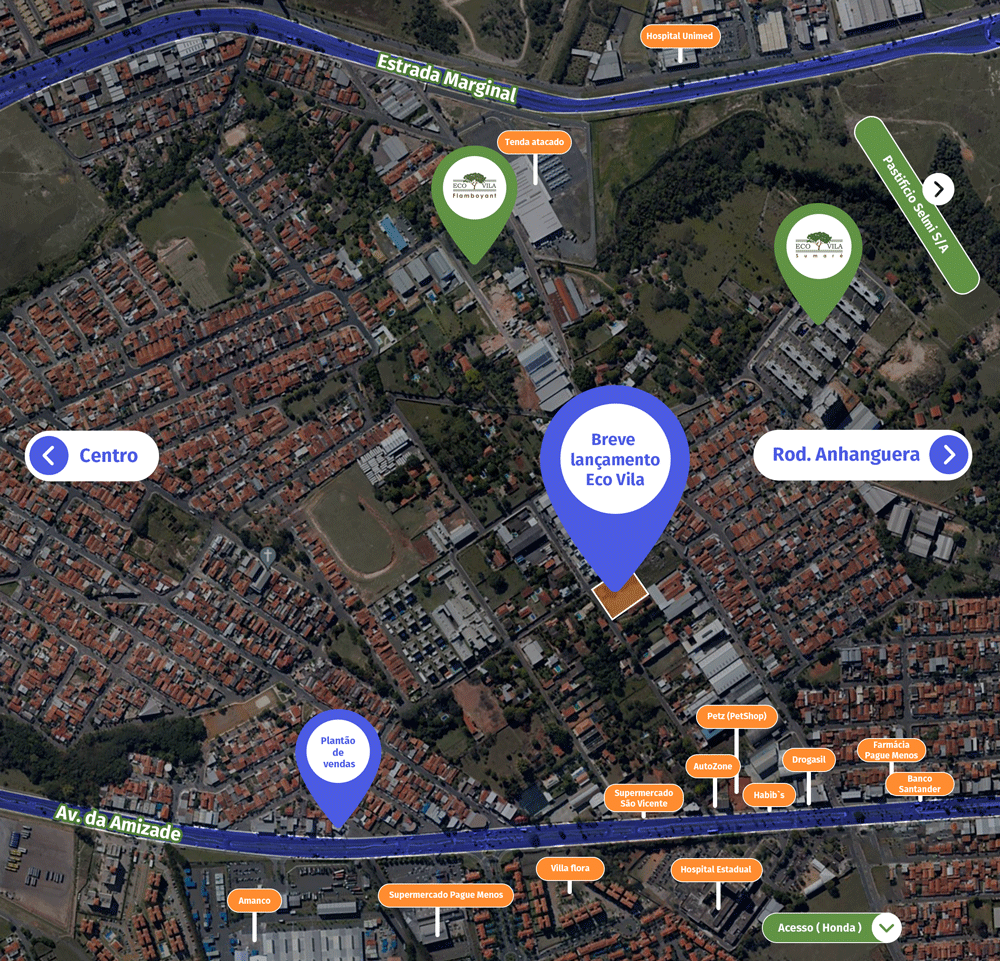 Hospital Unimed
Estrada Marginal
Tenda atacado
ECO VILA
Flamboyant
Pastifício Selmi S/A
ECO VILA
Sumaré
Breve
lançamento
Eco Vila
Centro
Rod. Anhanguera
Plantão
de
vendas
Petz (PetShop)
Farmácia
Pague Menos
Drogasil
AutoZone
Banco
Santander
Supermercado
São Vicente
Habib`s
Av. da Amizade
Villa flora
Hospital Estadual
Supermercado Pague Menos
Amanco
Acesso ( Honda )